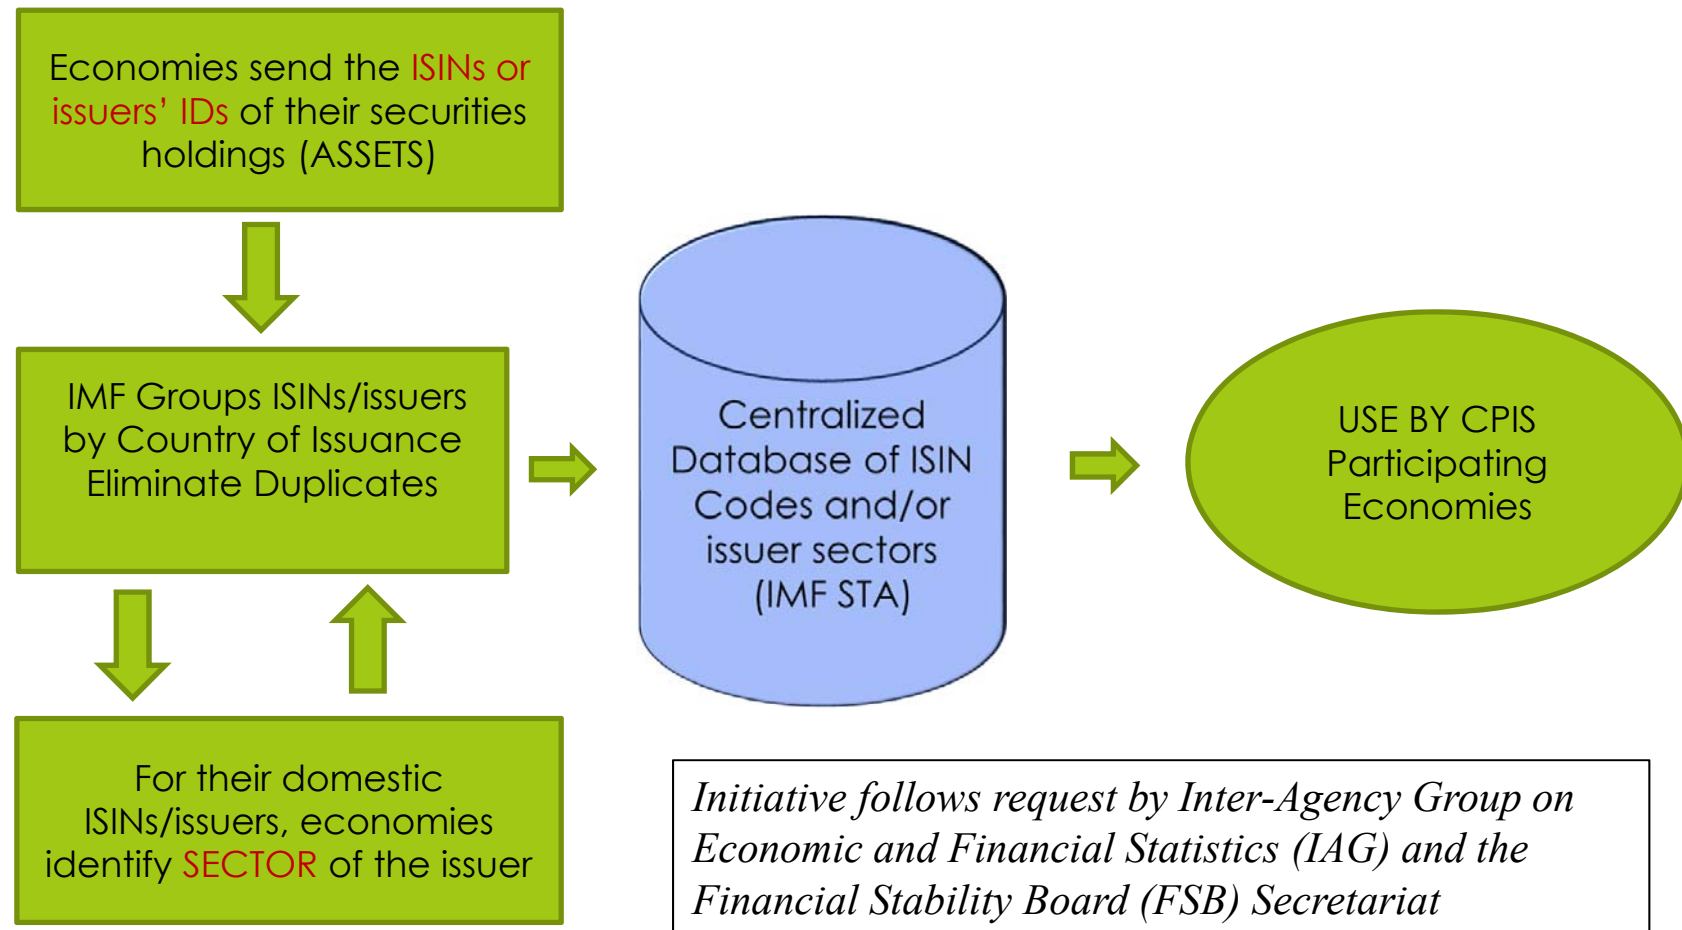 Economies send the ISINs or
issuers’ IDs of their securities
holdings (ASSETS)
IMF Groups ISINs/issuers
by Country of Issuance
Eliminate Duplicates
For their domestic
ISINs/issuers, economies
identify SECTOR of the issuer
Centralized
Database of ISIN
Codes and/or
issuer sectors
(IMF STA)
USE BY CPIS
Participating
Economies
Initiative follows request by Inter-Agency Group on
Economic and Financial Statistics (IAG) and the
Financial Stability Board (FSB) Secretariat